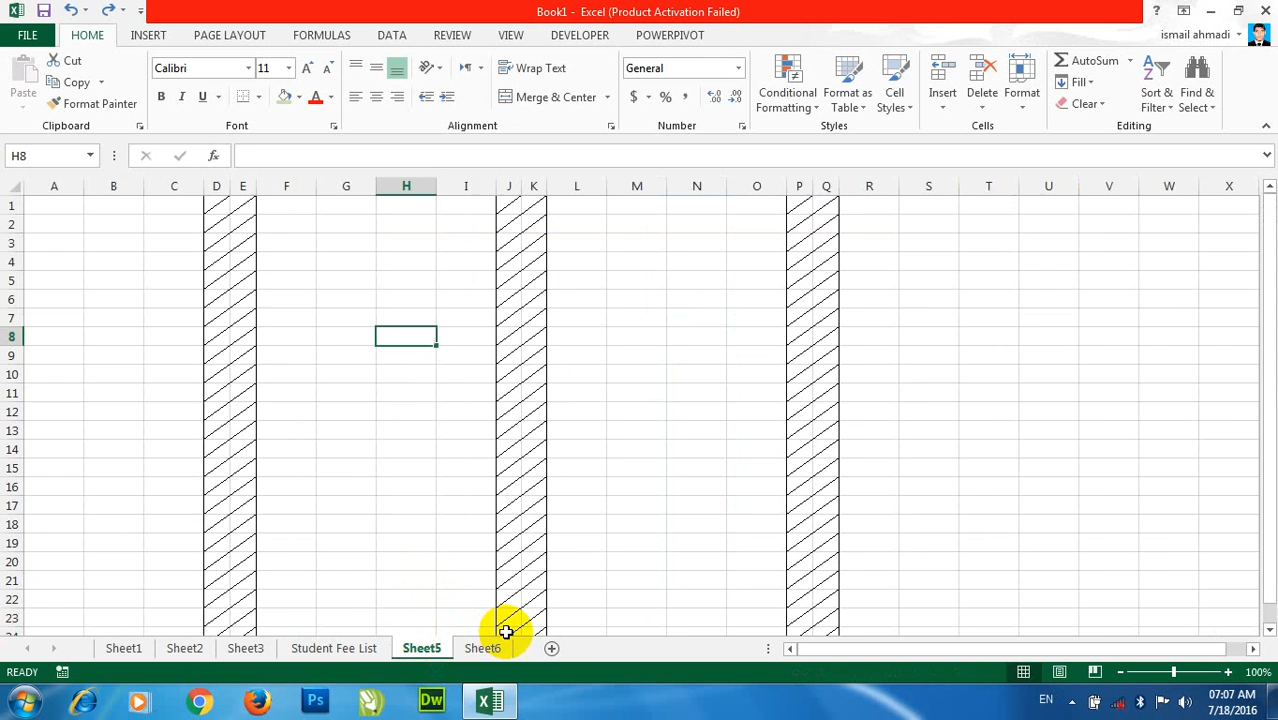 Book1 - Excel (Product Activation Failed)
FILE HOME INSERT PAGE LAYOUT FORMULAS DATA REVIEW VIEW DEVELOPER POWERPIVOT ismail ahmadi
Cut Calibri 11 Wrap Text General AutoSum
Paste Copy Conditional Formatting Format as Table Cell Styles Insert Delete Format Fill Sort & Filter Find & Select
Format Painter B I U Merge & Center $ % , Clear
Clipboard Font Alignment Number Styles Cells Editing
H8 fx
A B C D E F G H I J K L M N O P Q R S T U V W X
1
2
3
4
5
6
7
8
9
10
11
12
13
14
15
16
17
18
19
20
21
22
23
24
Sheet1 Sheet2 Sheet3 Student Fee List Sheet5 Sheet6
READY 100%
Ps Dw EN 07:07 AM
7/18/2016